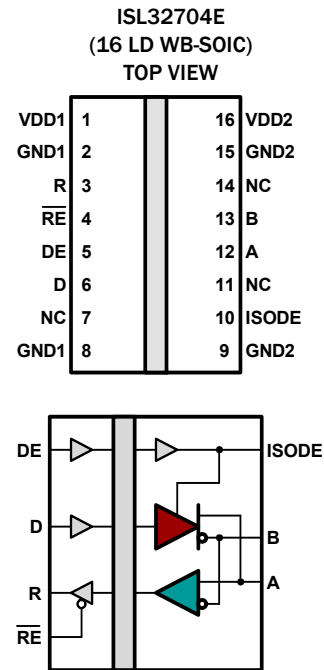 ISL32704E
(16 LD WB-SOIC)
TOP VIEW
VDD1 1 16 VDD2
GND1 2 15 GND2
R 3 14 NC
RE 4 13 B
DE 5 12 A
D 6 11 NC
NC 7 10 ISODE
GND1 8 9 GND2
DE ISODE
D B
R A
RE